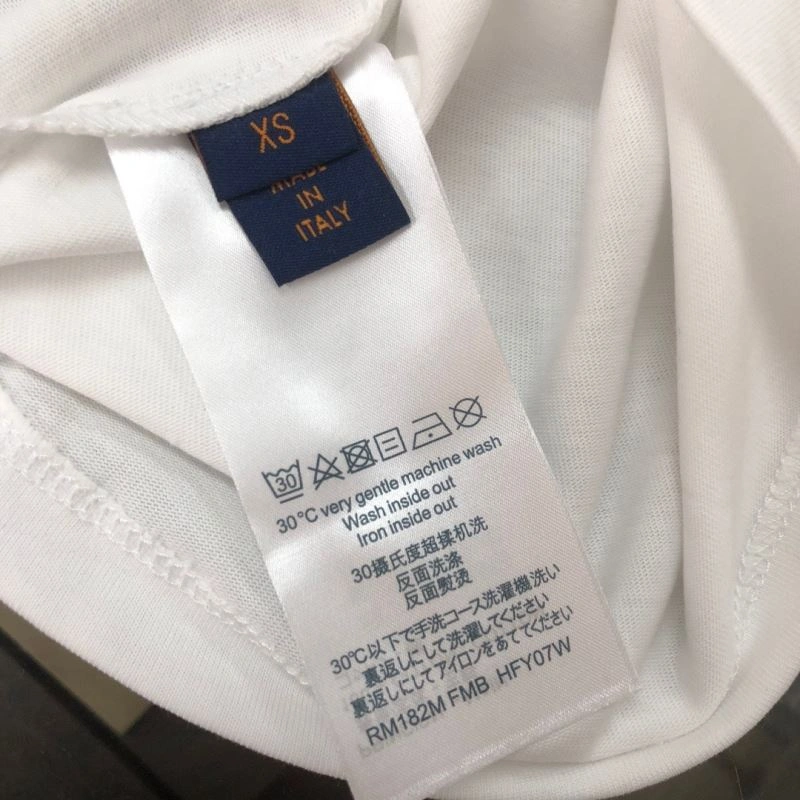 XS
MADE
IN
ITALY
30
30°C very gentle machine wash
Wash inside out
Iron inside out
30摄氏度超揉机洗
反面洗涤
反面熨烫
30℃以下で手洗コース洗濯機洗い
裏返しにして洗濯してください
裏返しにしてアイロンをあててください
RM182M FMB HFY07W